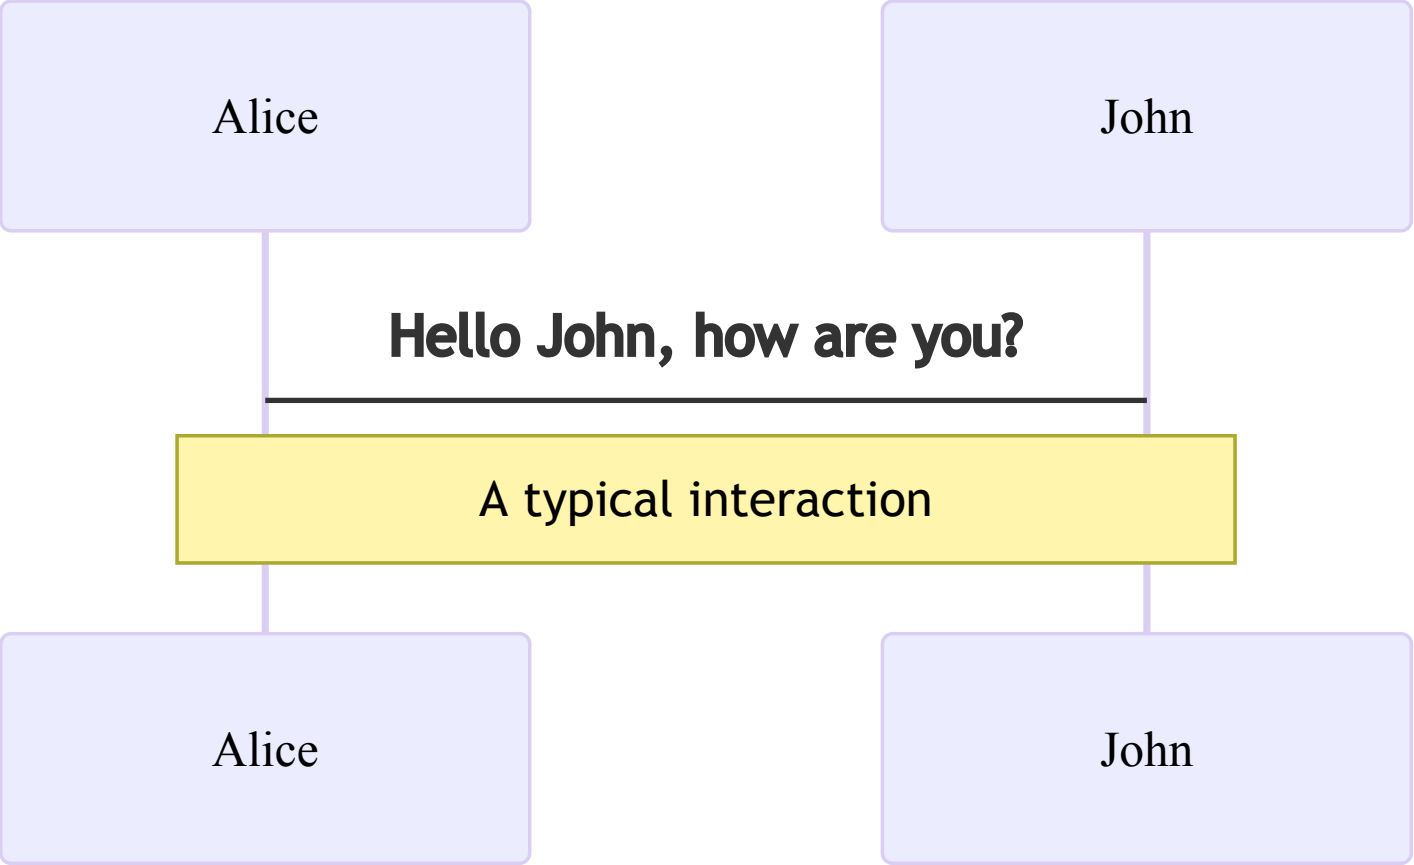 Alice
John
Hello John, how are you?
A typical interaction
Alice
John